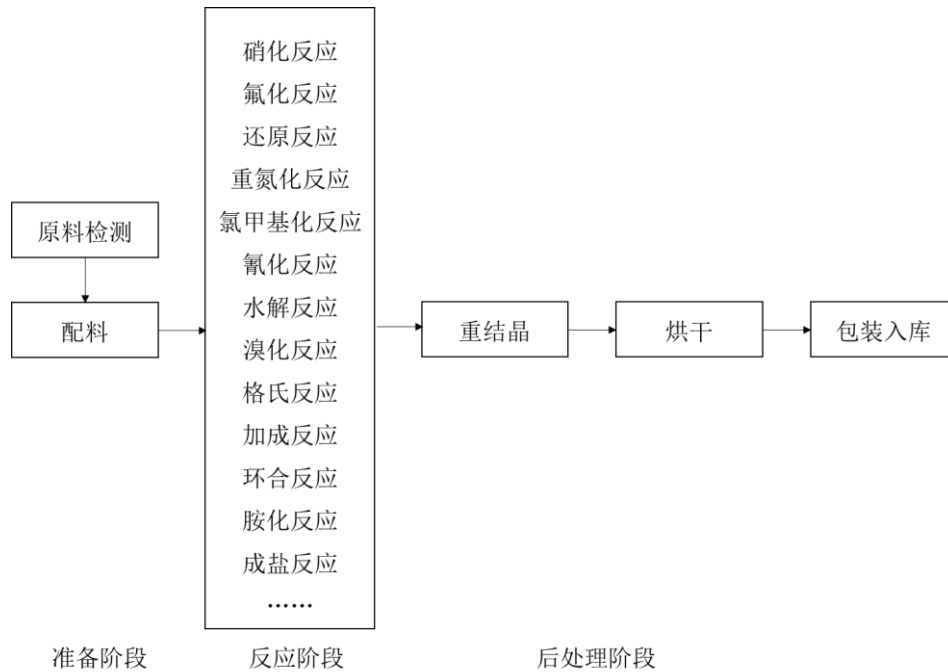 原料检测
配料
硝化反应
氟化反应
还原反应
重氮化反应
氯甲基化反应
氰化反应
水解反应
溴化反应
格氏反应
加成反应
环合反应
胺化反应
成盐反应
……
重结晶
烘干
包装入库
准备阶段
反应阶段
后处理阶段